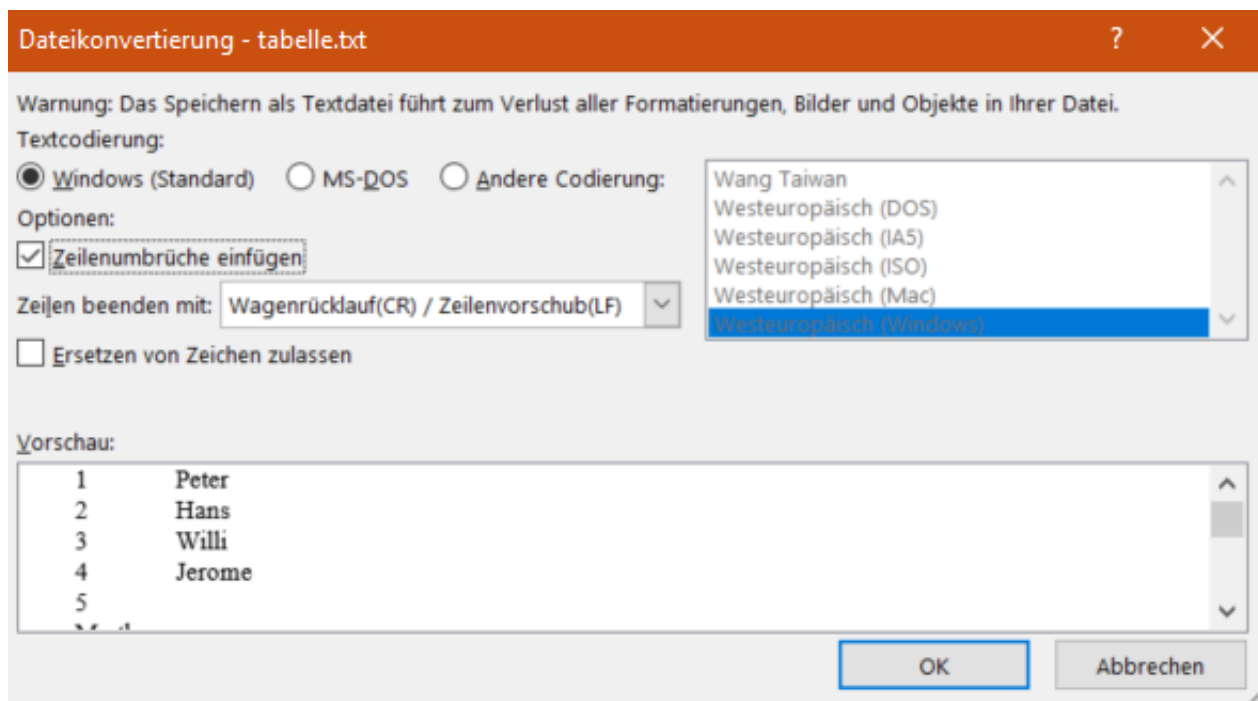 Dateikonvertierung - tabelle.txt
Warnung: Das Speichern als Textdatei führt zum Verlust aller Formatierungen, Bilder und Objekte in Ihrer Datei.
Textcodierung:
Windows (Standard) MS-DOS Andere Codierung:
Wang Taiwan
Westeuropäisch (DOS)
Westeuropäisch (IA5)
Westeuropäisch (ISO)
Westeuropäisch (Mac)
Westeuropäisch (Windows)
Optionen:
Zeilenumbrüche einfügen
Zeilen beenden mit: Wagenrücklauf(CR) / Zeilenvorschub(LF)
Ersetzen von Zeichen zulassen
Vorschau:
1 Peter
2 Hans
3 Willi
4 Jerome
5
OK Abbrechen